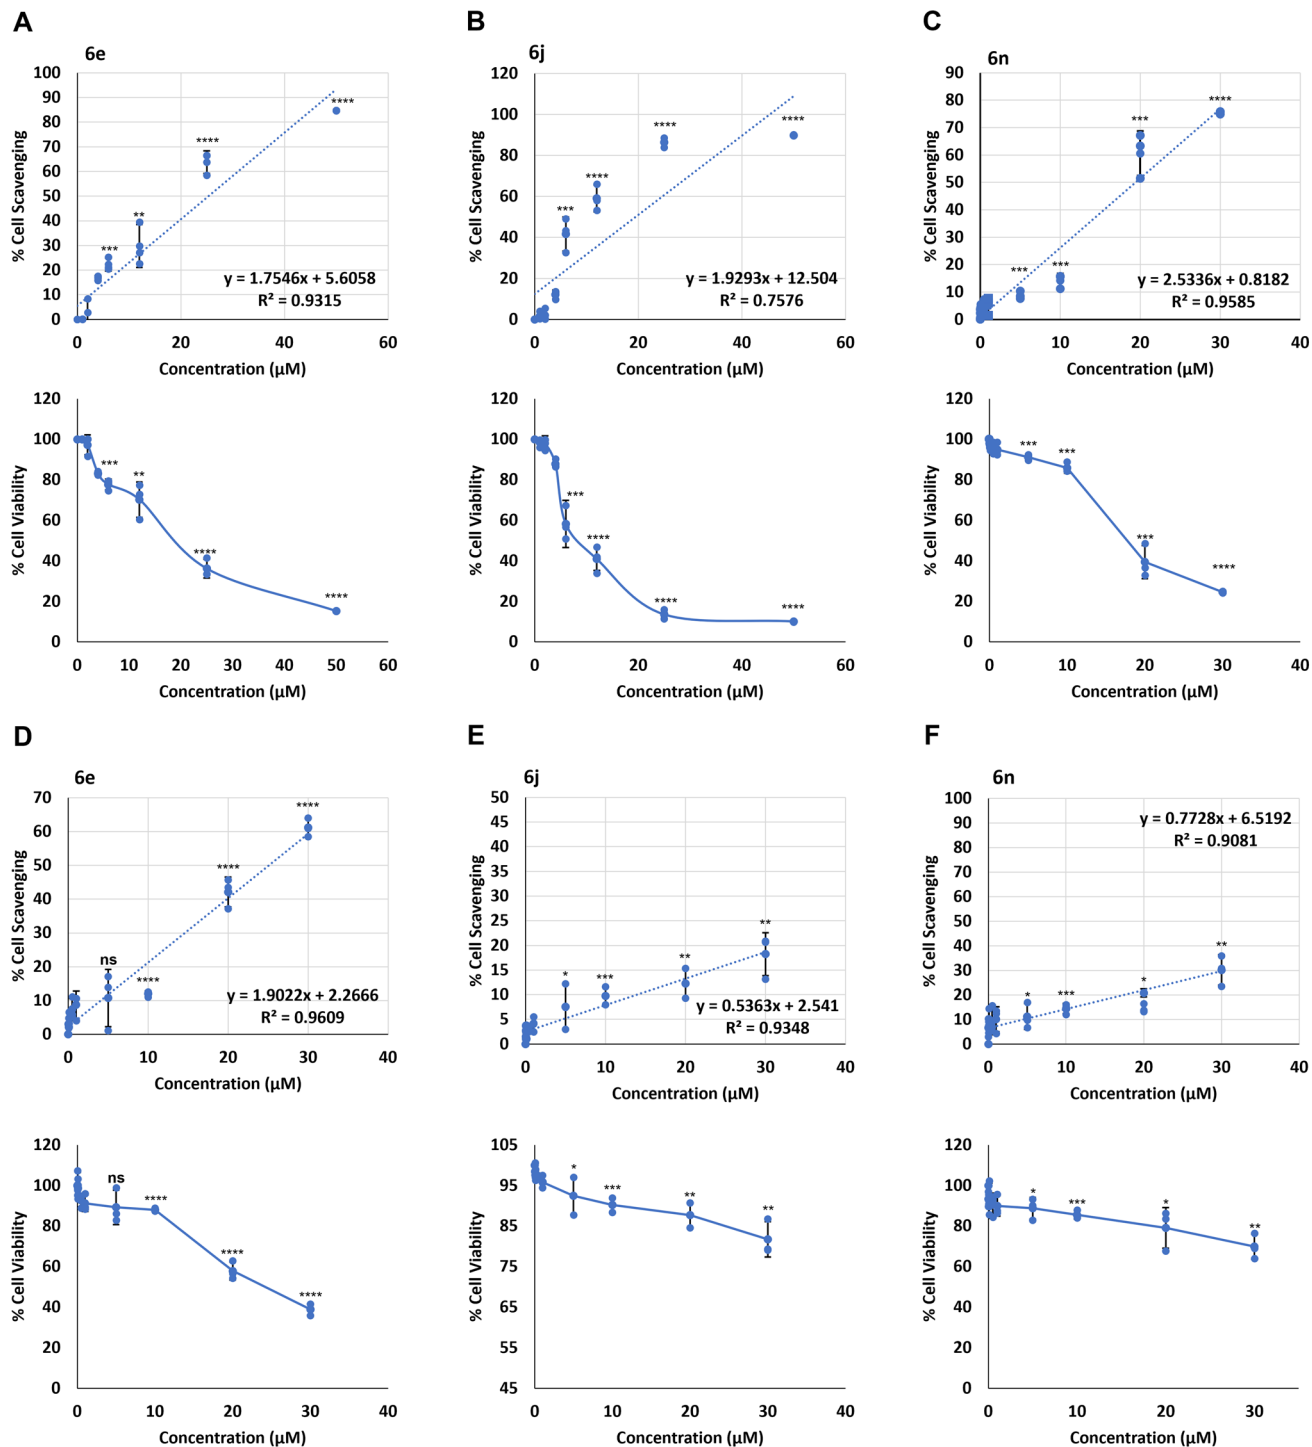 A
6e
100
90
80
70
60
50
40
30
20
10
0
% Cell Scavenging
0 20 40 60
**** 
****
**
***
y = 1.7546x + 5.6058
R² = 0.9315
Concentration (µM)
B
6j
120
100
80
60
40
20
0
% Cell Scavenging
0 20 40 60
****
****
****
***
y = 1.9293x + 12.504
R² = 0.7576
Concentration (µM)
C
6n
90
80
70
60
50
40
30
20
10
0
% Cell Scavenging
0 10 20 30 40
****
***
***
***
y = 2.5336x + 0.8182
R² = 0.9585
Concentration (µM)
120
100
80
60
40
20
0
% Cell Viability
0 10 20 30 40 50 60
***
**
****
****
Concentration (µM)
120
100
80
60
40
20
0
% Cell Viability
0 20 40 60
***
****
****
****
Concentration (µM)
120
100
80
60
40
20
0
% Cell Viability
0 10 20 30 40
***
***
***
****
Concentration (µM)
D
6e
70
60
50
40
30
20
10
0
% Cell Scavenging
0 10 20 30 40
****
****
ns
****
y = 1.9022x + 2.2666
R² = 0.9609
Concentration (µM)
E
6j
50
45
40
35
30
25
20
15
10
5
0
% Cell Scavenging
0 10 20 30 40
*
***
**
**
y = 0.5363x + 2.541
R² = 0.9348
Concentration (µM)
F
6n
100
90
80
70
60
50
40
30
20
10
0
% Cell Scavenging
0 10 20 30 40
y = 0.7728x + 6.5192
R² = 0.9081
*
***
*
**
Concentration (µM)
120
100
80
60
40
20
0
% Cell Viability
0 10 20 30 40
ns
****
****
****
Concentration (µM)
105
95
85
75
65
55
45
% Cell Viability
0 10 20 30 40
*
***
**
**
Concentration (µM)
120
100
80
60
40
20
0
% Cell Viability
0 10 20 30
*
***
*
**
Concentration (µM)